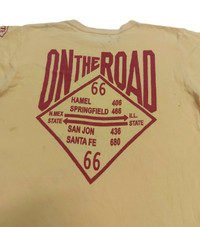 ON THE ROAD
66
HAMEL 406
SPRINGFIELD 466
N.MEX ILL.
STATE STATE
SAN JON 436
SANTA FE 680
66